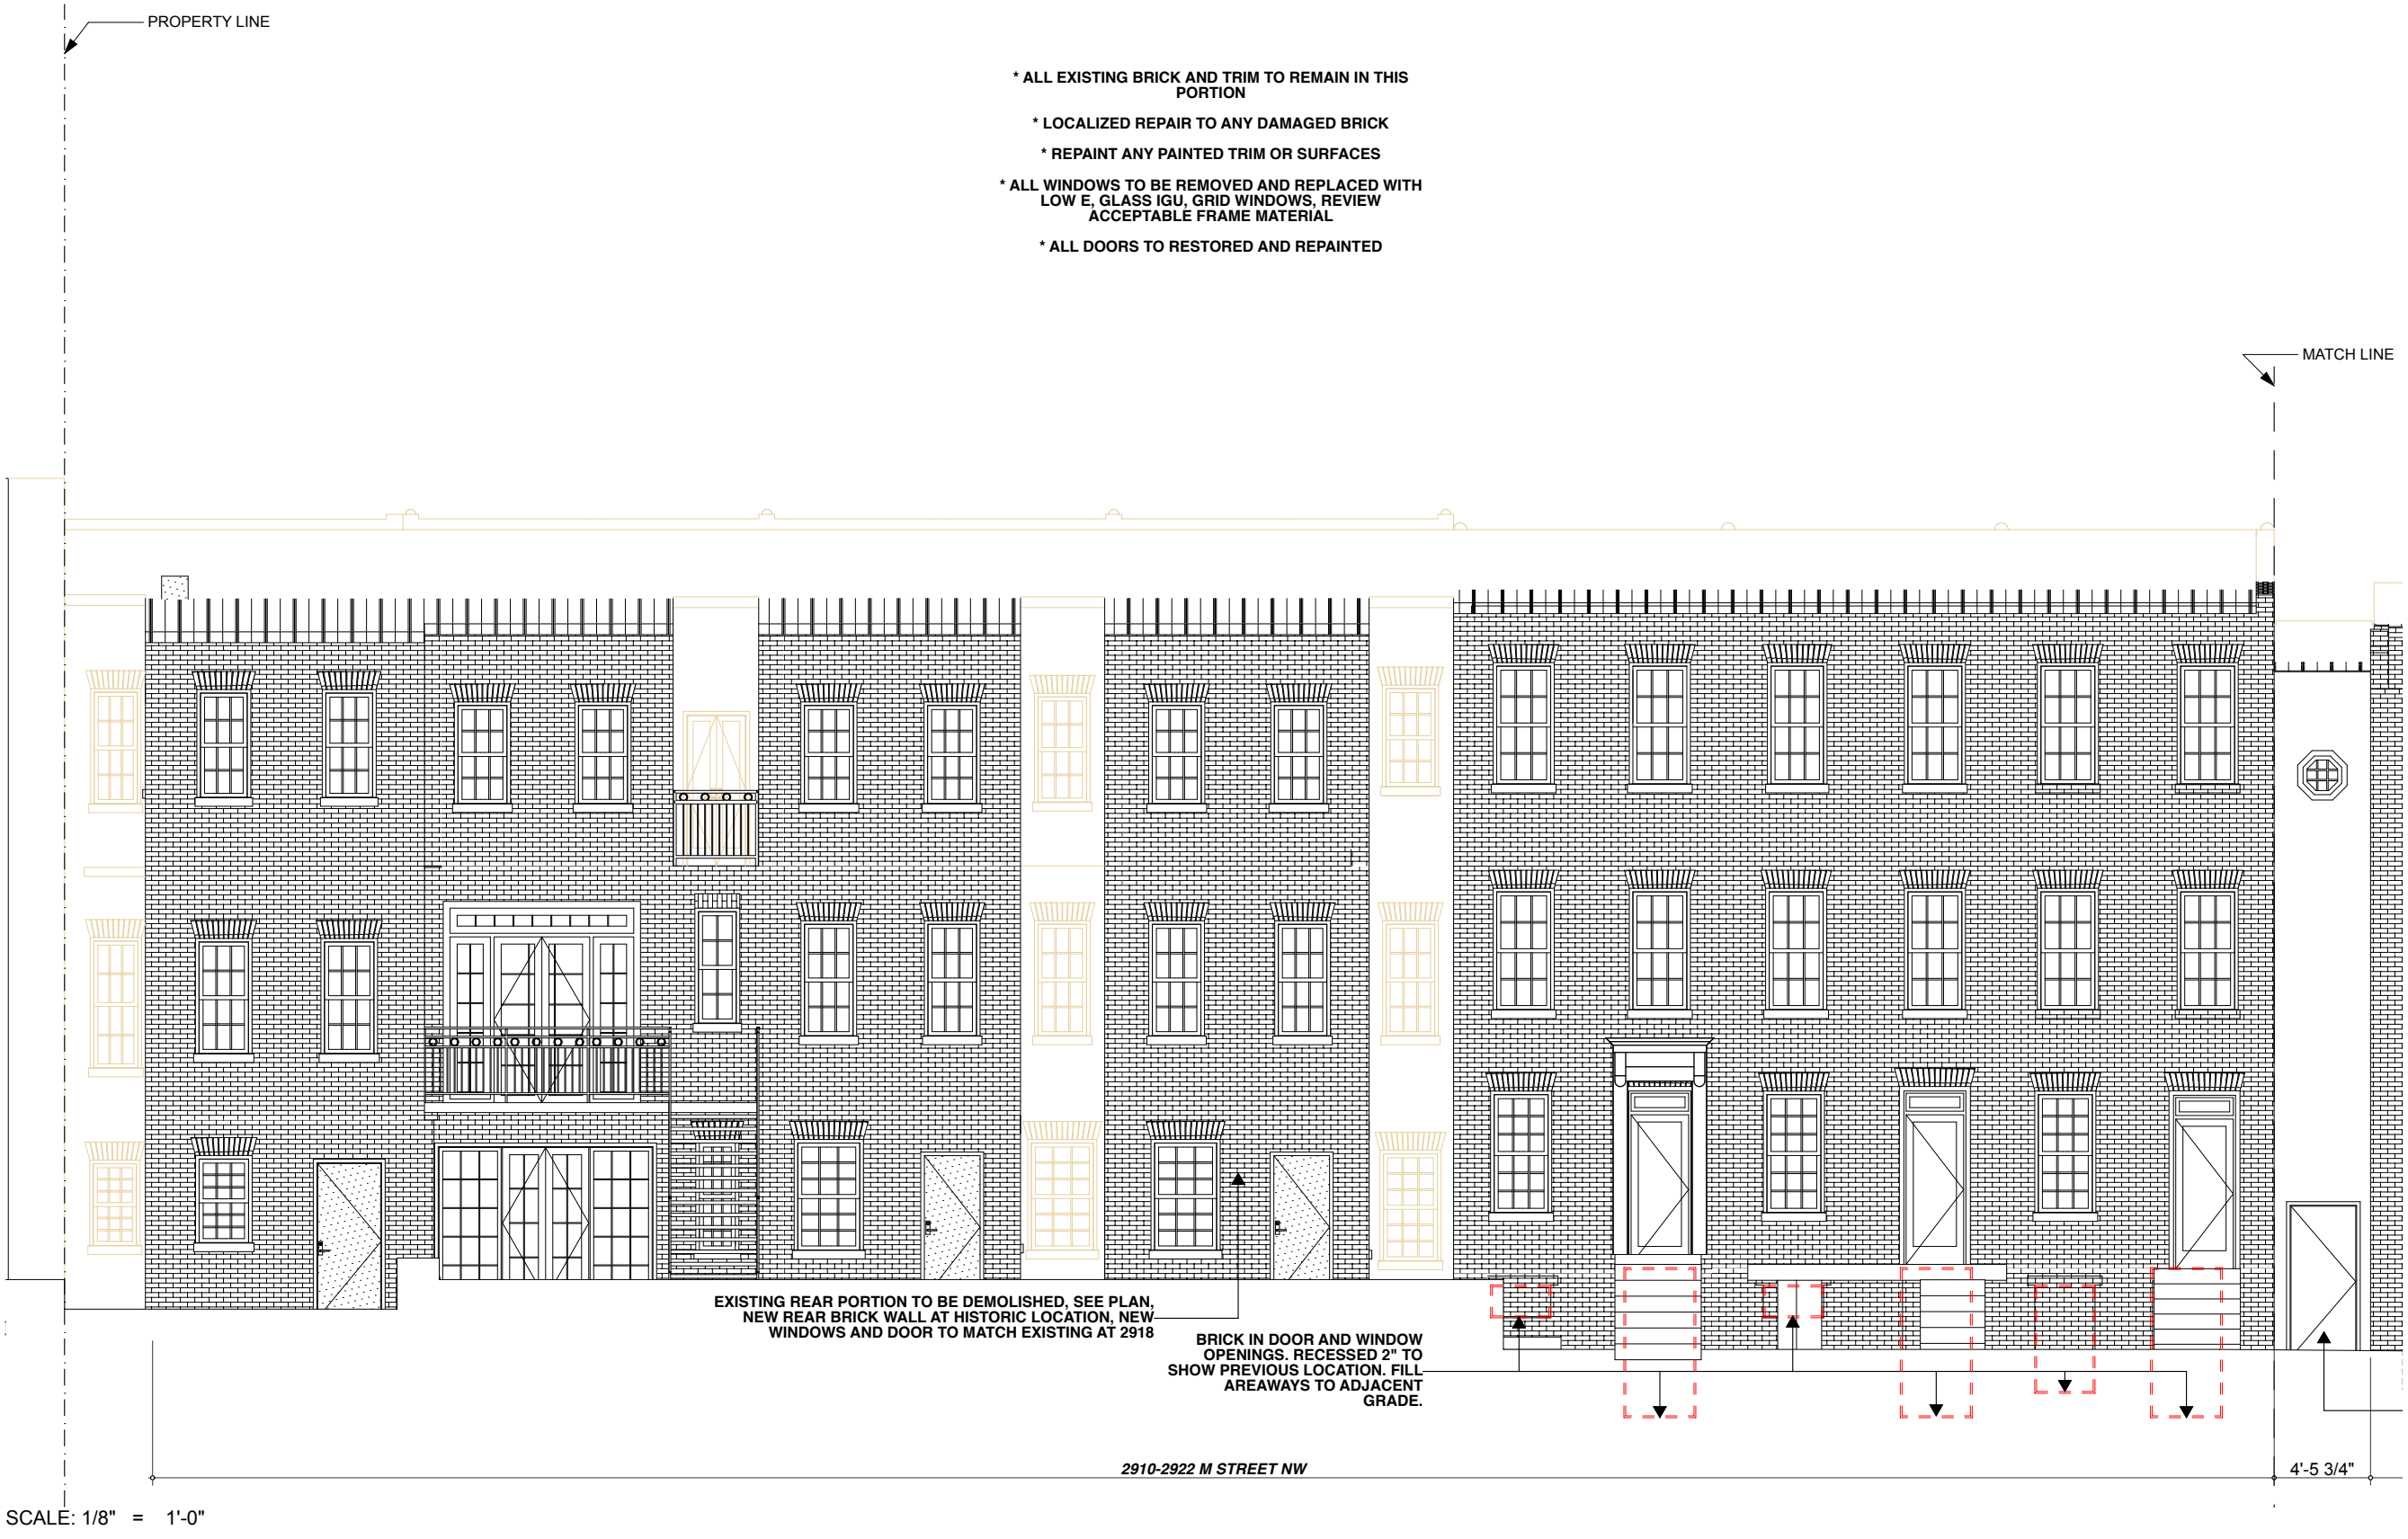 PROPERTY LINE
* ALL EXISTING BRICK AND TRIM TO REMAIN IN THIS
PORTION
* LOCALIZED REPAIR TO ANY DAMAGED BRICK
* REPAINT ANY PAINTED TRIM OR SURFACES
* ALL WINDOWS TO BE REMOVED AND REPLACED WITH
LOW E, GLASS IGU, GRID WINDOWS, REVIEW
ACCEPTABLE FRAME MATERIAL
* ALL DOORS TO RESTORED AND REPAINTED
MATCH LINE
EXISTING REAR PORTION TO BE DEMOLISHED, SEE PLAN,
NEW REAR BRICK WALL AT HISTORIC LOCATION, NEW
WINDOWS AND DOOR TO MATCH EXISTING AT 2918
BRICK IN DOOR AND WINDOW
OPENINGS. RECESSED 2" TO
SHOW PREVIOUS LOCATION. FILL
AREAWAYS TO ADJACENT
GRADE.
2910-2922 M STREET NW
4'-5 3/4"
SCALE: 1/8" = 1'-0"